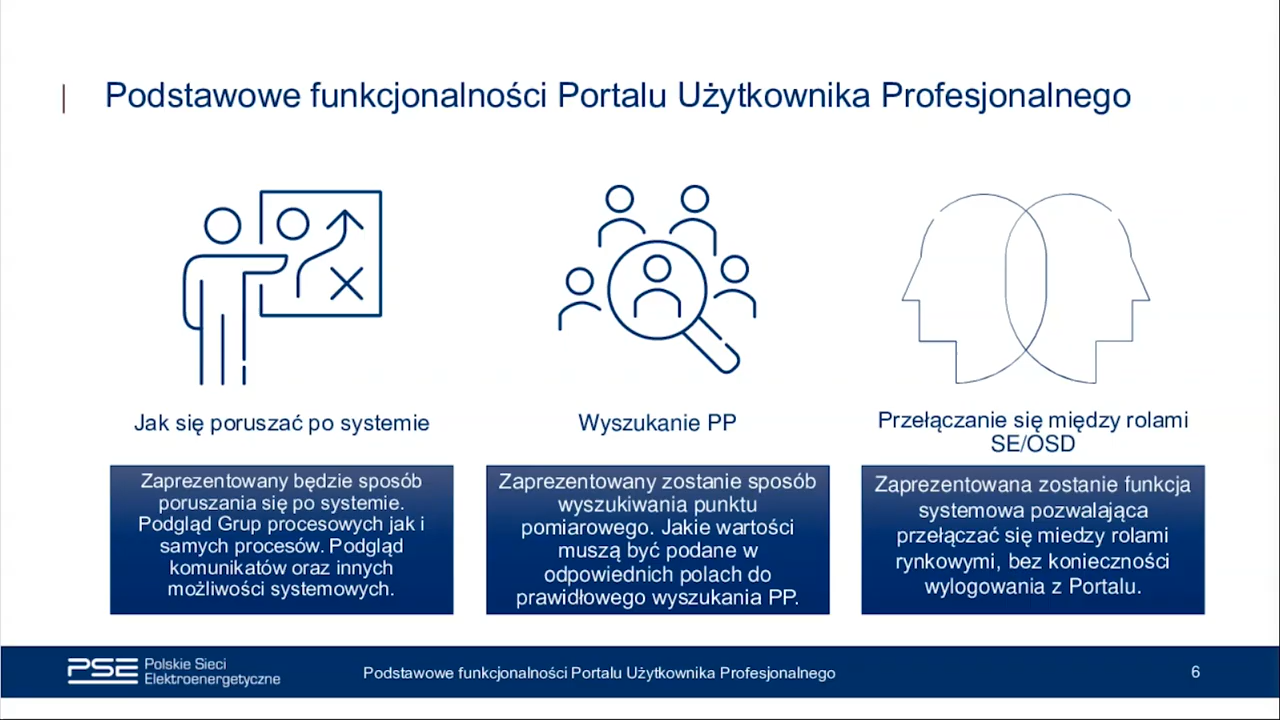 Podstawowe funkcjonalności Portalu Użytkownika Profesjonalnego
Jak się poruszać po systemie
Zaprezentowany będzie sposób
poruszania się po systemie.
Podgląd Grup procesowych jak i
samych procesów. Podgląd
komunikatów oraz innych
możliwości systemowych.
Wyszukanie PP
Zaprezentowany zostanie sposób
wyszukiwania punktu
pomiarowego. Jakie wartości
muszą być podane w
odpowiednich polach do
prawidłowego wyszukania PP.
Przełączanie się między rolami
SE/OSD
Zaprezentowana zostanie funkcja
systemowa pozwalająca
przełączać się miedzy rolami
rynkowymi, bez konieczności
wylogowania z Portalu.
PSE Polskie Sieci
Elektroenergetyczne
Podstawowe funkcjonalności Portalu Użytkownika Profesjonalnego
6